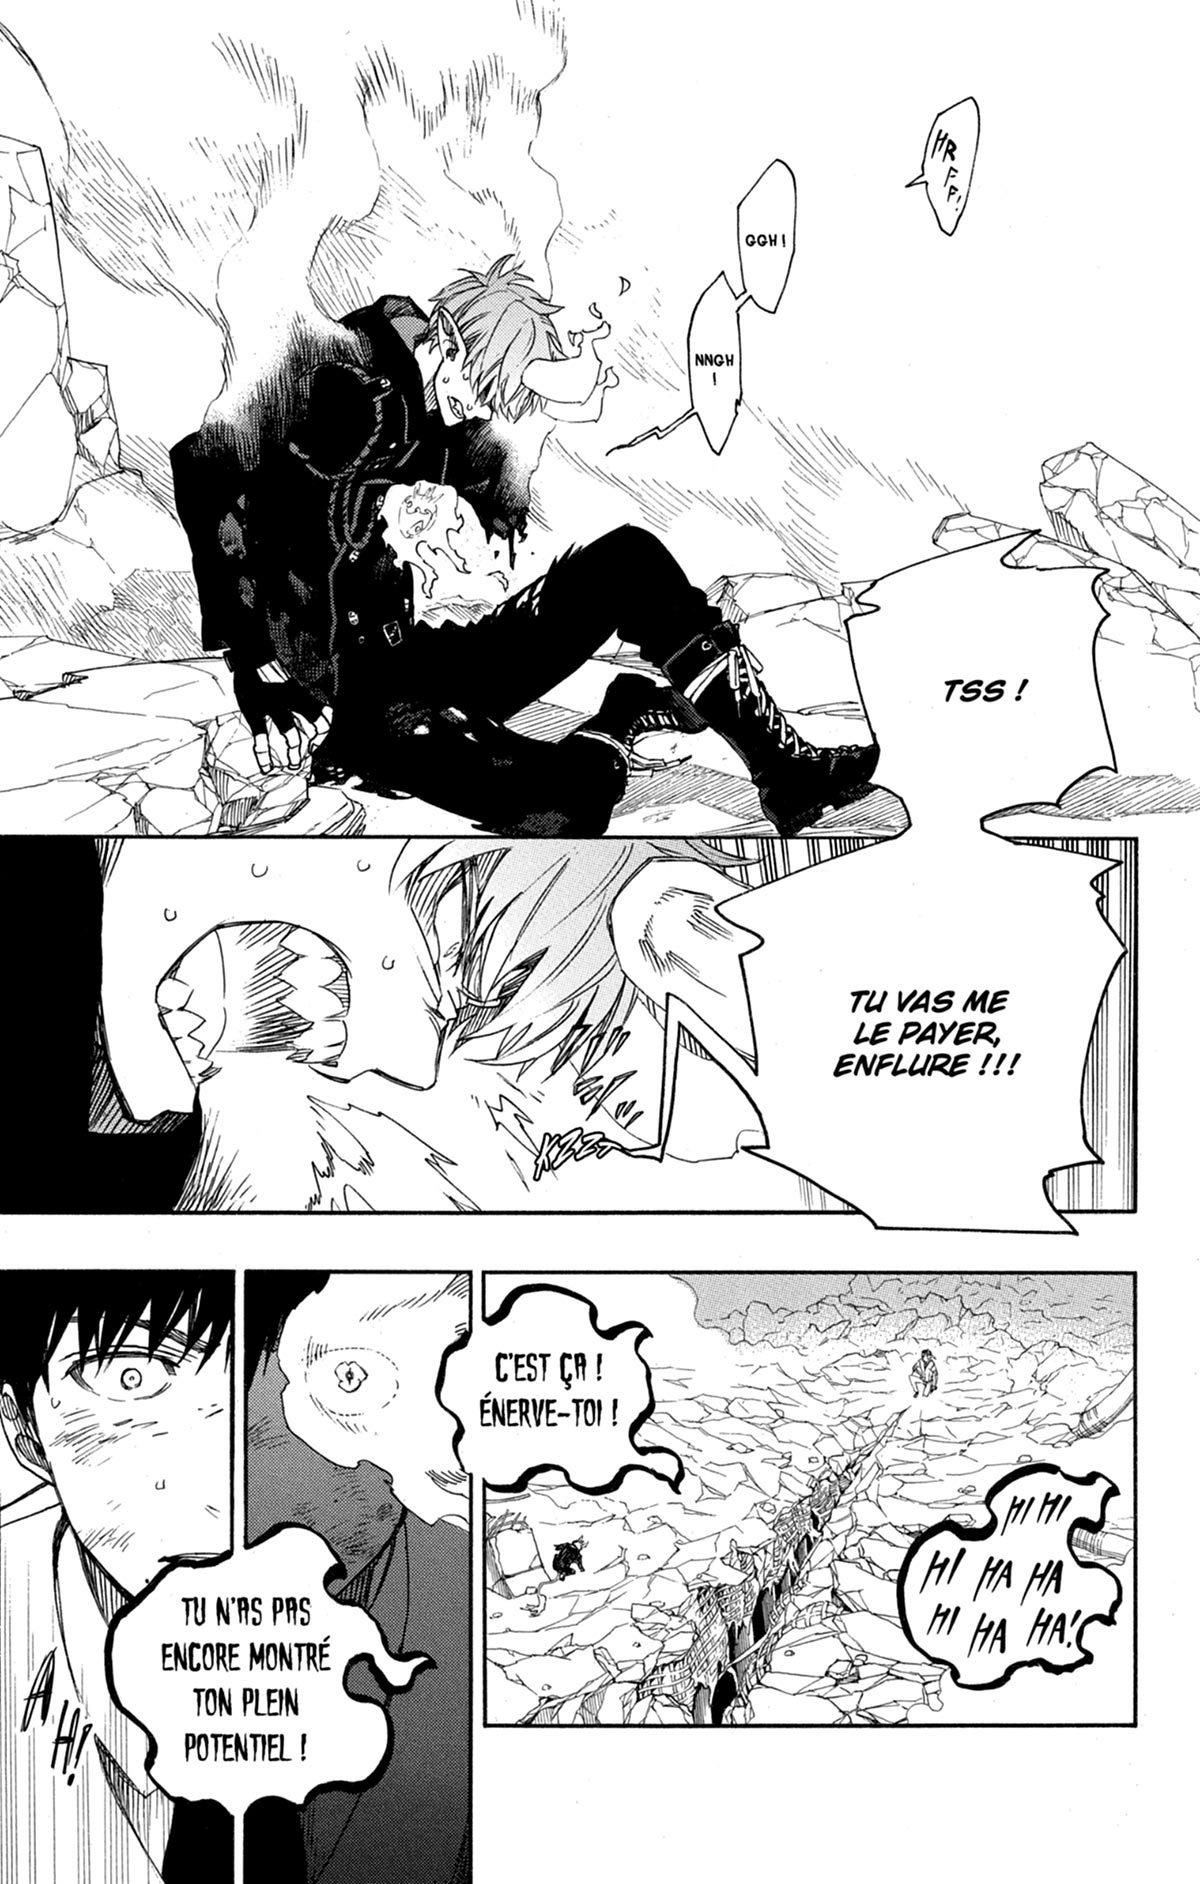 HRFF!
GGH !
NNGH
!
TSS !
TU VAS ME
LE PAYER,
ENFLURE !!!
KZZT
C'EST ÇA !
ÉNERVE-TOI !
HI HI
HI HA HA
HI HA HA!
TU N'AS PAS
ENCORE MONTRÉ
TON PLEIN
POTENTIEL !
AH!